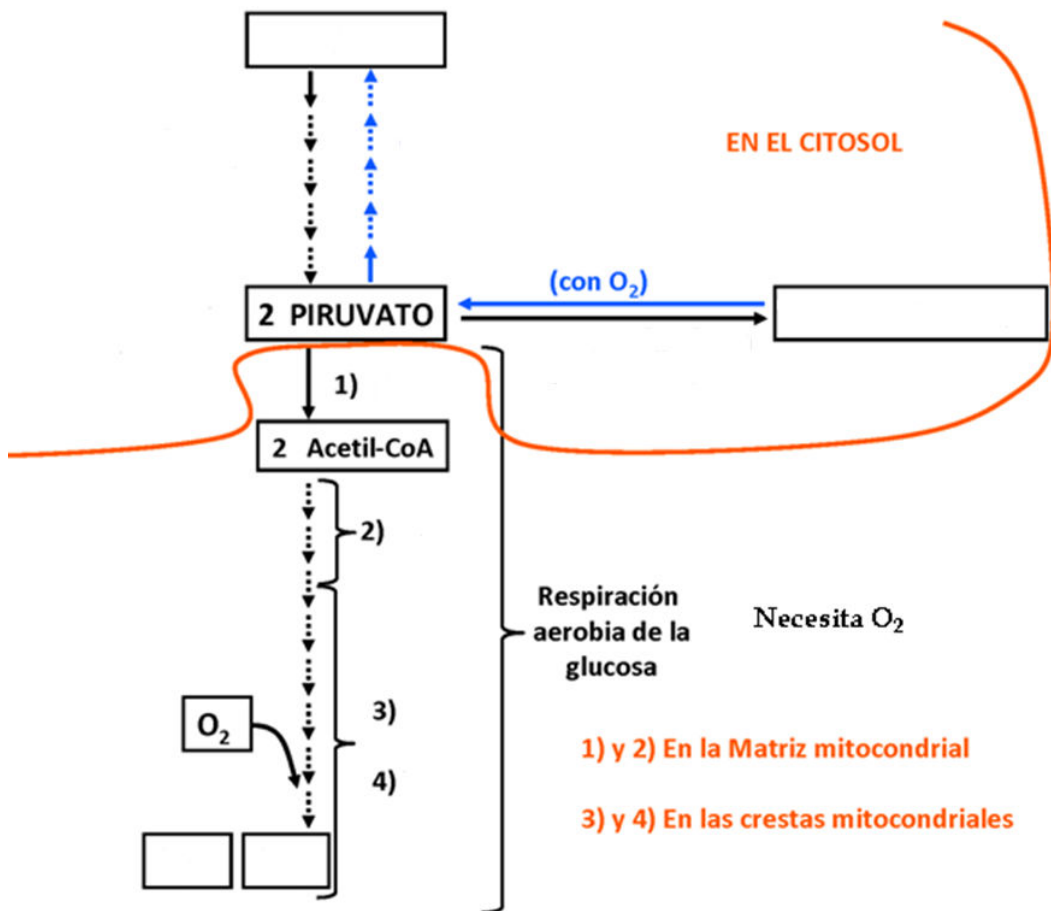 EN EL CITOSOL
(con O₂)
2 PIRUVATO
1)
2 Acetil-CoA
2)
Respiración
aerobia de la
glucosa
Necesita O₂
O₂
3)
4)
1) y 2) En la Matriz mitocondrial
3) y 4) En las crestas mitocondriales